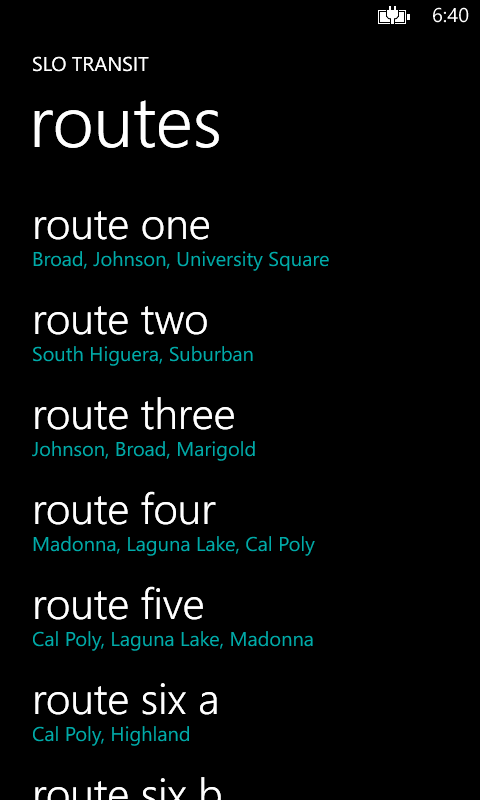 6:40
SLO TRANSIT
routes
route one
Broad, Johnson, University Square
route two
South Higuera, Suburban
route three
Johnson, Broad, Marigold
route four
Madonna, Laguna Lake, Cal Poly
route five
Cal Poly, Laguna Lake, Madonna
route six a
Cal Poly, Highland
route six b